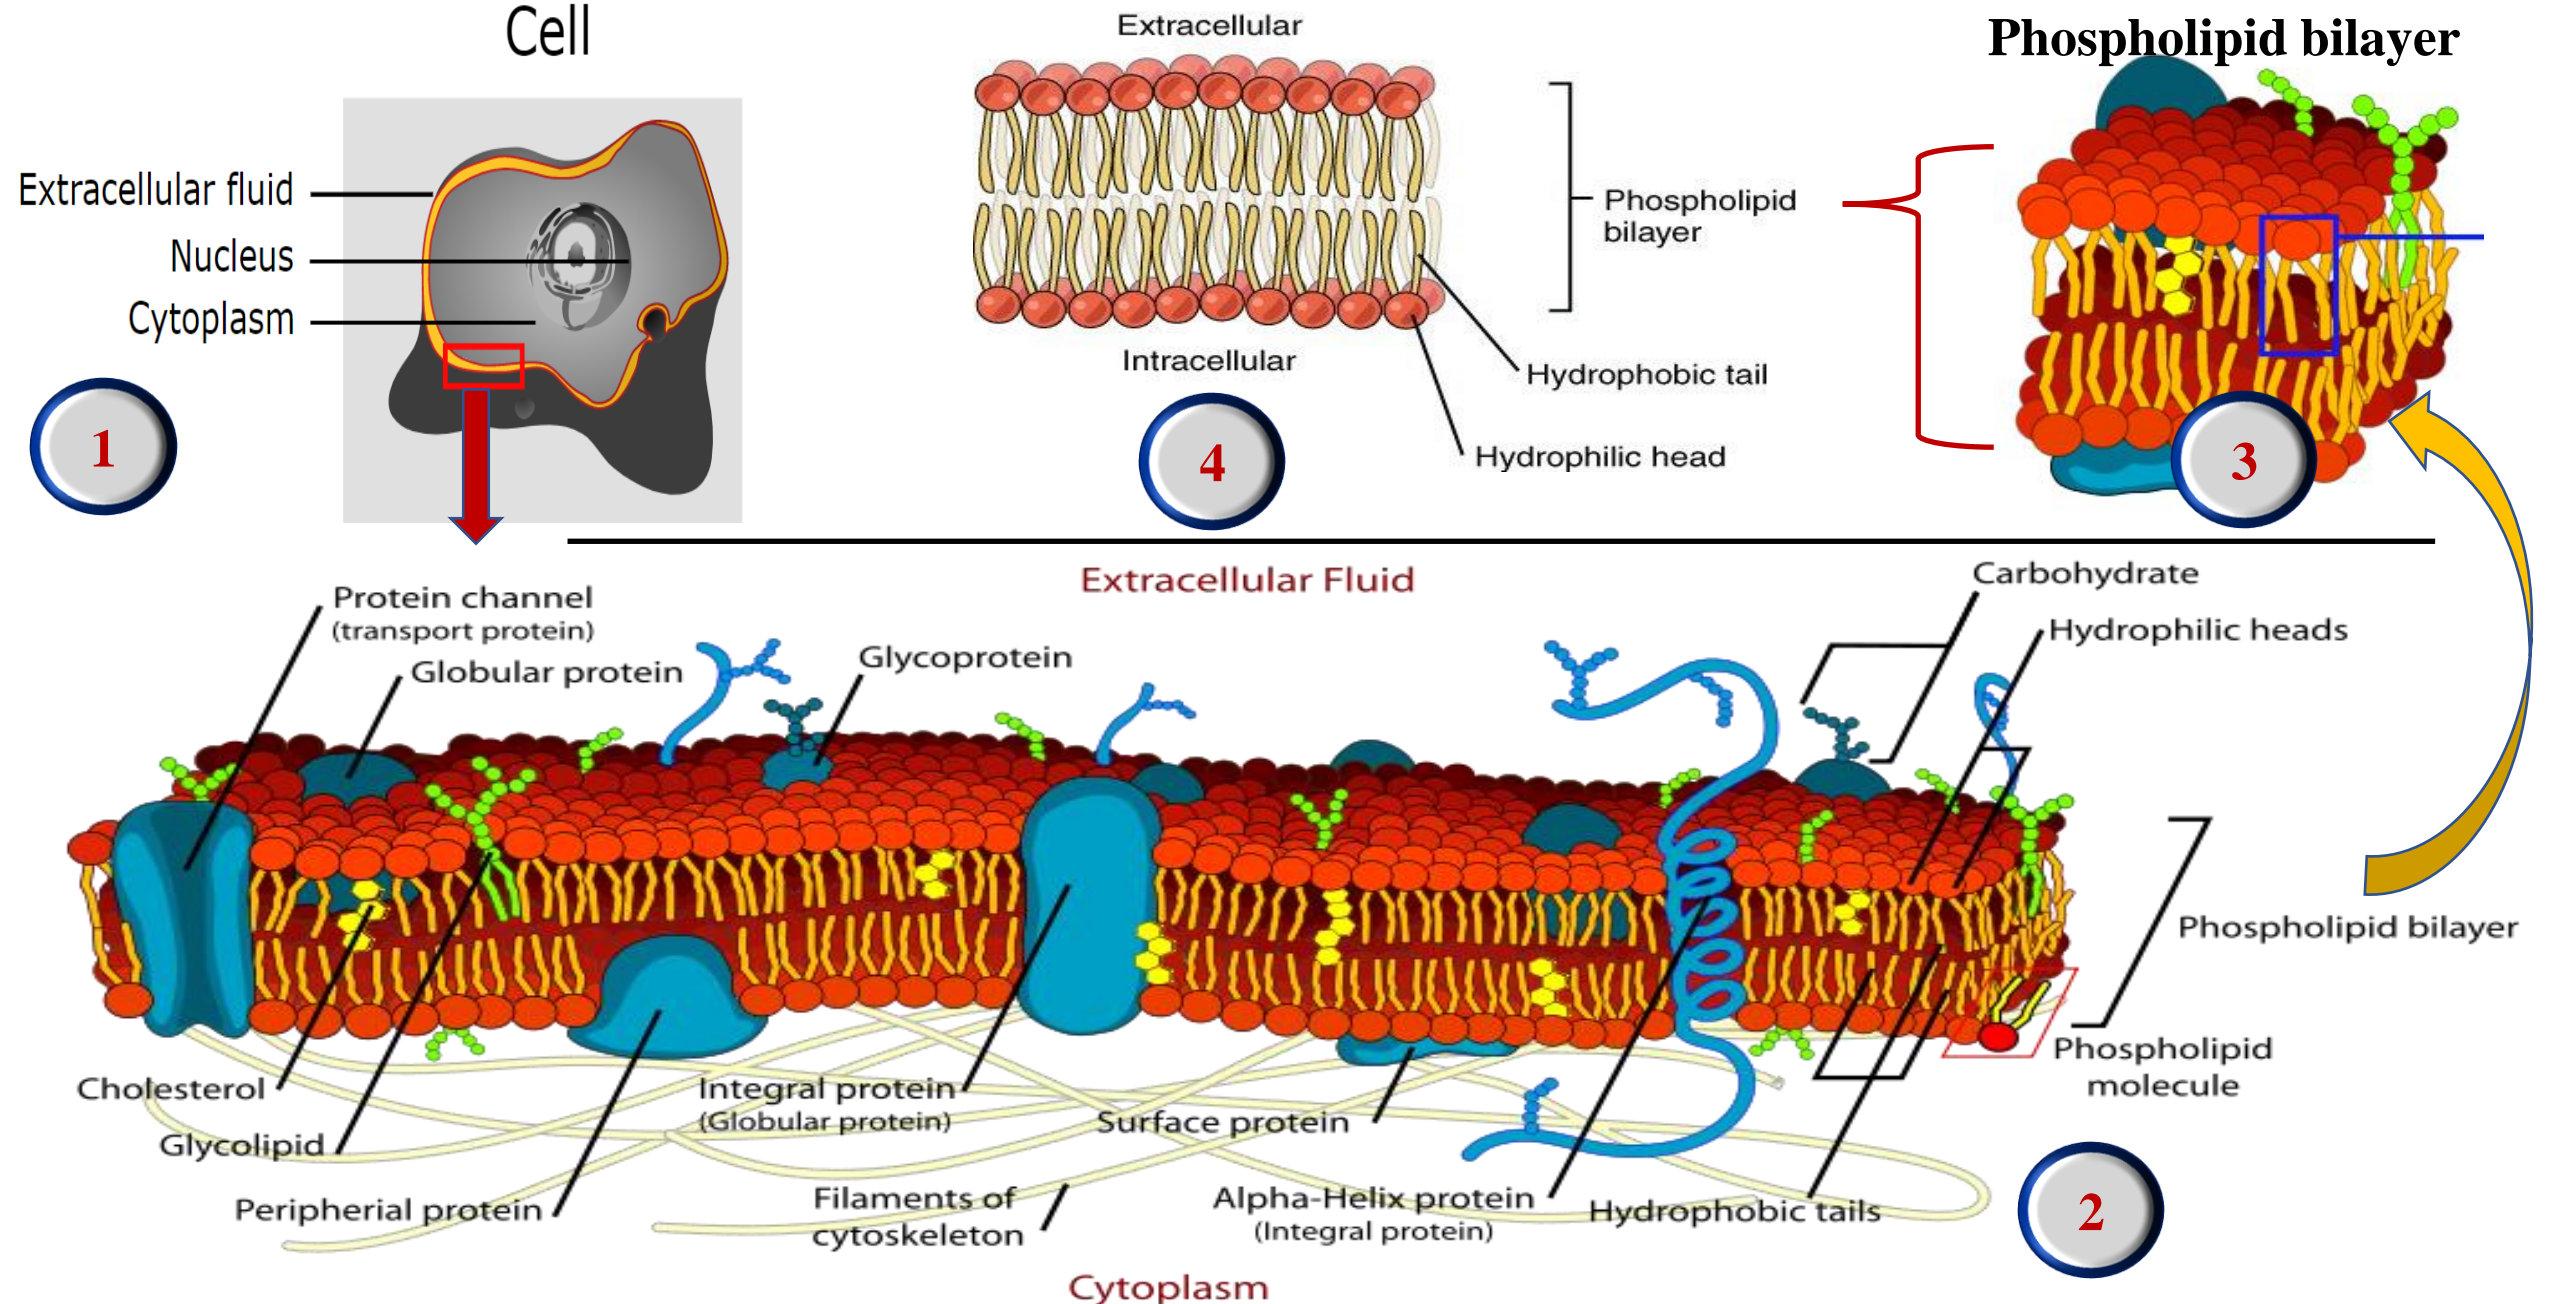 Cell
Extracellular fluid
Nucleus
Cytoplasm
1
Extracellular
Phospholipid
bilayer
Intracellular
Hydrophobic tail
Hydrophilic head
4
Phospholipid bilayer
3
Extracellular Fluid
Protein channel
(transport protein)
Globular protein
Glycoprotein
Carbohydrate
Hydrophilic heads
Phospholipid bilayer
Phospholipid
molecule
Cholesterol
Glycolipid
Peripherial protein
Integral protein
(Globular protein)
Surface protein
Filaments of
cytoskeleton
Alpha-Helix protein
(Integral protein)
Hydrophobic tails
2
Cytoplasm